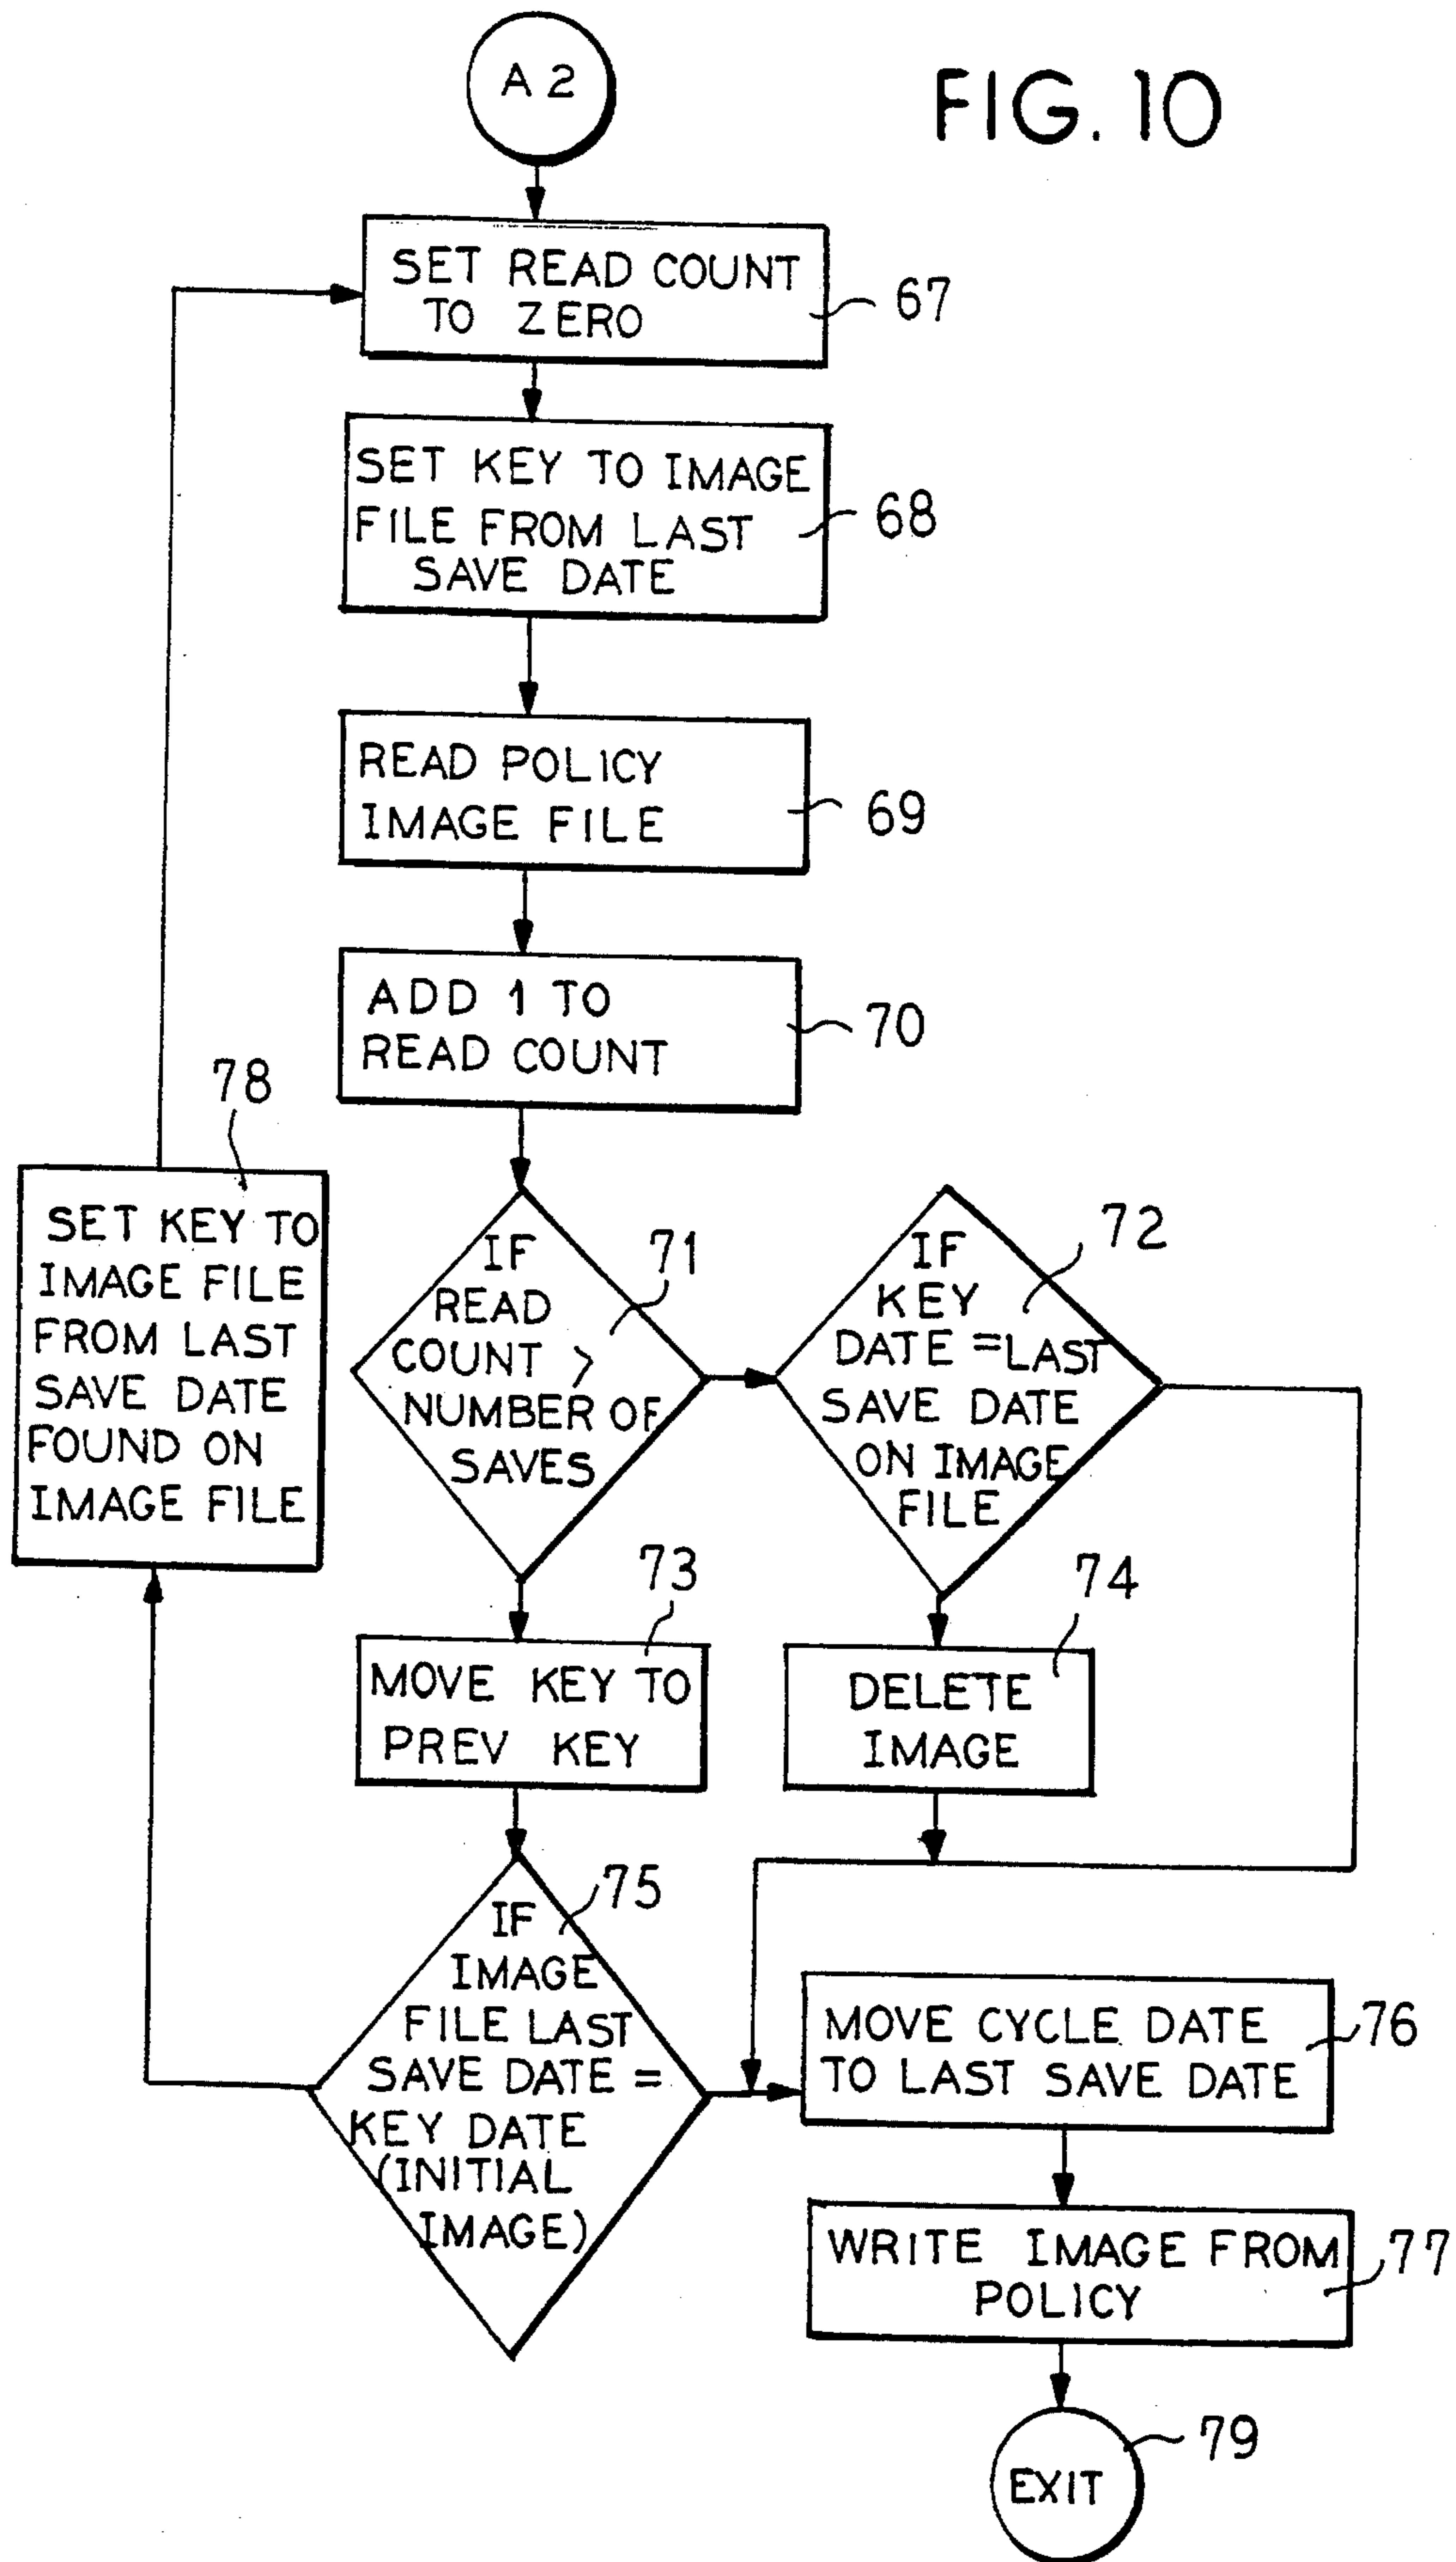 A 2
FIG. 10
SET READ COUNT
TO ZERO
67
SET KEY TO IMAGE
FILE FROM LAST
SAVE DATE
68
READ POLICY
IMAGE FILE
69
ADD 1 TO
READ COUNT
70
78
SET KEY TO
IMAGE FILE
FROM LAST
SAVE DATE
FOUND ON
IMAGE FILE
IF
READ
COUNT >
NUMBER OF
SAVES
71
IF
KEY
DATE = LAST
SAVE DATE
ON IMAGE
FILE
72
73
MOVE KEY TO
PREV KEY
74
DELETE
IMAGE
75
IF
IMAGE
FILE LAST
SAVE DATE =
KEY DATE
(INITIAL
IMAGE)
MOVE CYCLE DATE
TO LAST SAVE DATE
76
WRITE IMAGE FROM
POLICY
77
EXIT
79